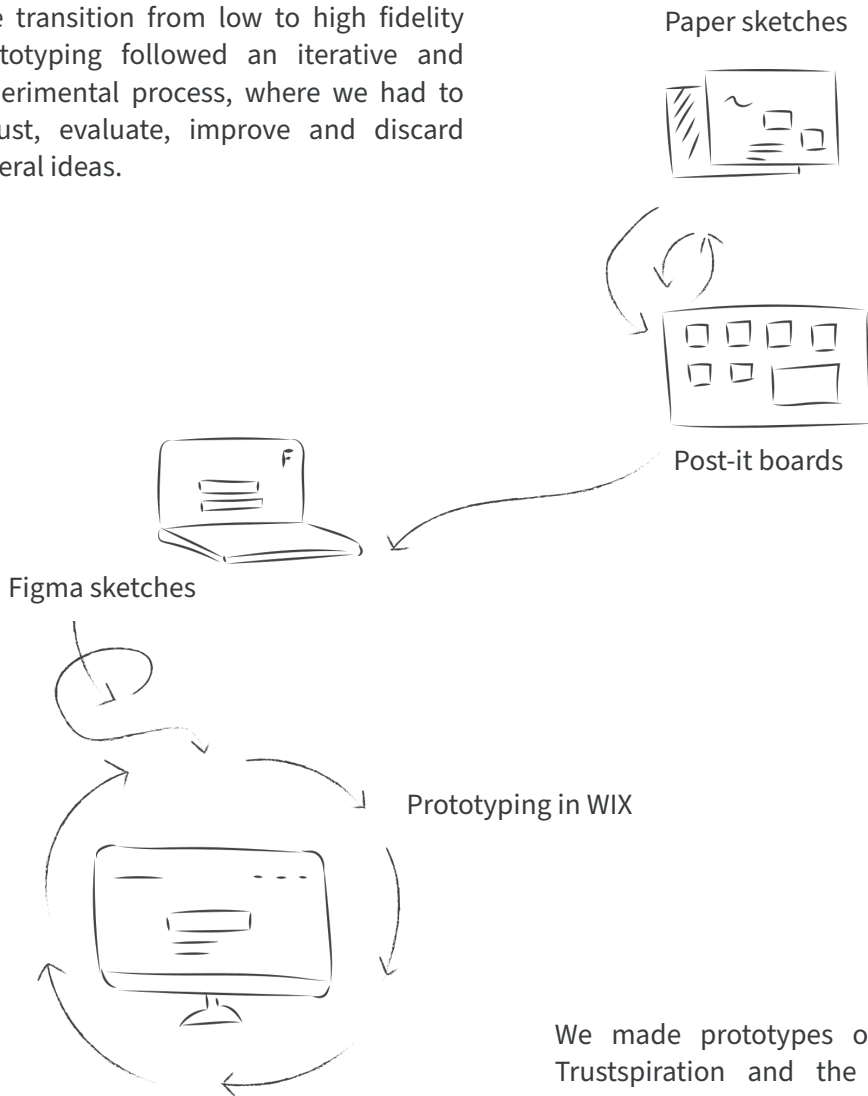 transition from low to high fidelity
totyping followed an iterative and
erimental process, where we had to
ust, evaluate, improve and discard
eral ideas.
Paper sketches
Post-it boards
F
Figma sketches
Prototyping in WIX
We made prototypes o
Trustspiration and the